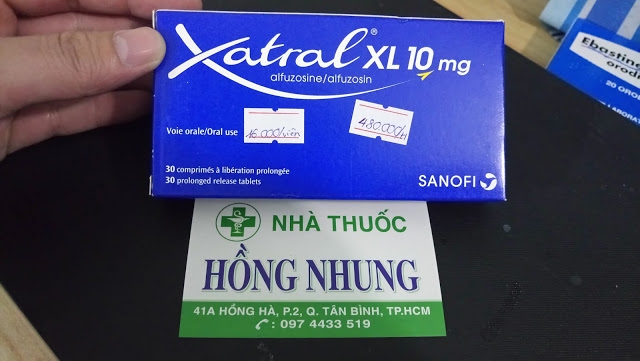 Xatral® XL 10 mg
alfuzosine/alfuzosin
Voie orale/Oral use
16.000/viên
480.000/H
30 comprimés à libération prolongée
30 prolonged release tablets
SANOFI
Ebastine
orodi
20 ORO
LABORAT
NHÀ THUỐC
HỒNG NHUNG
41A HỒNG HÀ, P.2, Q. TÂN BÌNH, TP.HCM
: 097 4433 519